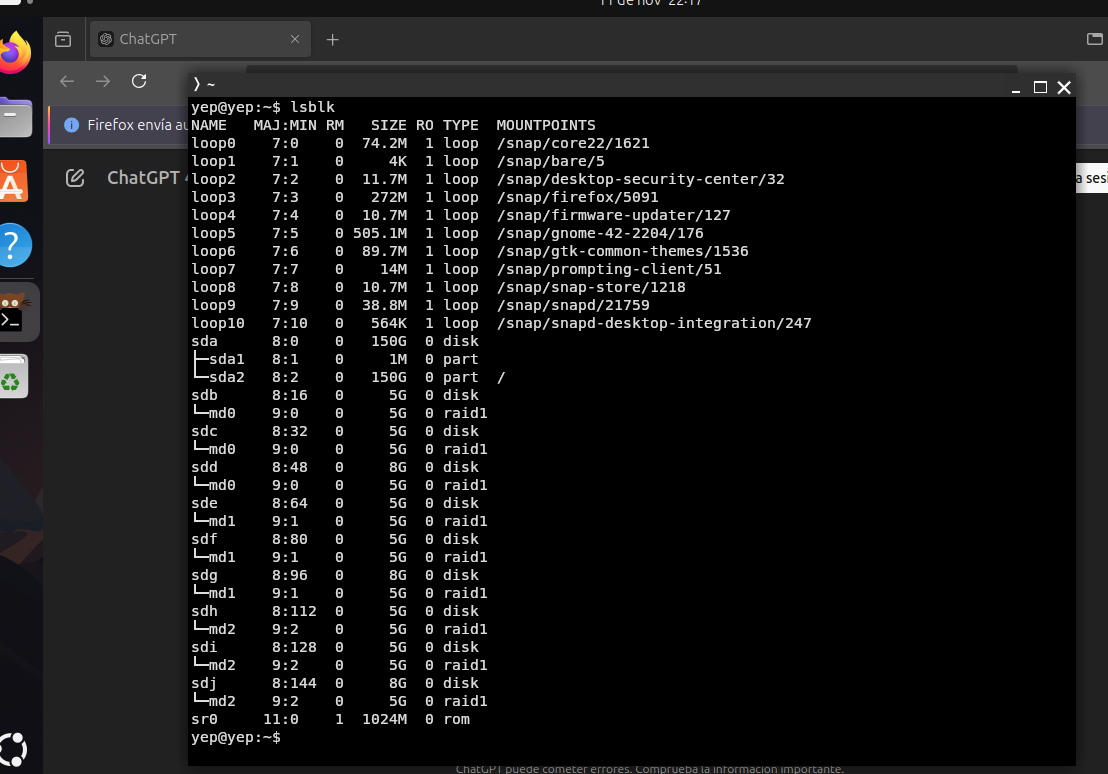 11 de nov 22:17
ChatGPT
Firefox envía au
ChatGPT
a sesi
~
yep@yep:~$ lsblk
NAME MAJ:MIN RM SIZE RO TYPE MOUNTPOINTS
loop0 7:0 0 74.2M 1 loop /snap/core22/1621
loop1 7:1 0 4K 1 loop /snap/bare/5
loop2 7:2 0 11.7M 1 loop /snap/desktop-security-center/32
loop3 7:3 0 272M 1 loop /snap/firefox/5091
loop4 7:4 0 10.7M 1 loop /snap/firmware-updater/127
loop5 7:5 0 505.1M 1 loop /snap/gnome-42-2204/176
loop6 7:6 0 89.7M 1 loop /snap/gtk-common-themes/1536
loop7 7:7 0 14M 1 loop /snap/prompting-client/51
loop8 7:8 0 10.7M 1 loop /snap/snap-store/1218
loop9 7:9 0 38.8M 1 loop /snap/snapd/21759
loop10 7:10 0 564K 1 loop /snap/snapd-desktop-integration/247
sda 8:0 0 150G 0 disk
├─sda1 8:1 0 1M 0 part
└─sda2 8:2 0 150G 0 part /
sdb 8:16 0 5G 0 disk
└─md0 9:0 0 5G 0 raid1
sdc 8:32 0 5G 0 disk
└─md0 9:0 0 5G 0 raid1
sdd 8:48 0 8G 0 disk
└─md0 9:0 0 5G 0 raid1
sde 8:64 0 5G 0 disk
└─md1 9:1 0 5G 0 raid1
sdf 8:80 0 5G 0 disk
└─md1 9:1 0 5G 0 raid1
sdg 8:96 0 8G 0 disk
└─md1 9:1 0 5G 0 raid1
sdh 8:112 0 5G 0 disk
└─md2 9:2 0 5G 0 raid1
sdi 8:128 0 5G 0 disk
└─md2 9:2 0 5G 0 raid1
sdj 8:144 0 8G 0 disk
└─md2 9:2 0 5G 0 raid1
sr0 11:0 1 1024M 0 rom
yep@yep:~$
ChatGPT puede cometer errores. Comprueba la información importante.